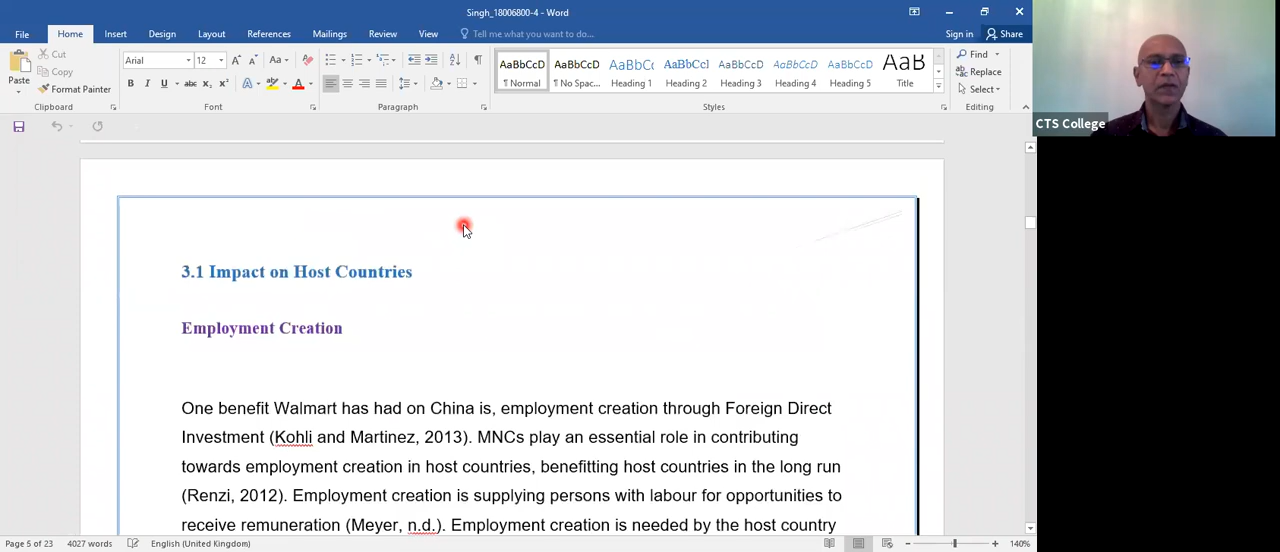 Singh_18006800-4 - Word
File Home Insert Design Layout References Mailings Review View Tell me what you want to do... Sign in Share
Paste Cut Copy Format Painter
Clipboard
Arial 12 Aa
B I U abc x₂ x² A A
Font
Paragraph
AaBbCcD AaBbCcD AaBbC AaBbCcI AaBbCcD AaBbCcD AaBbCcD AaB
¶ Normal ¶ No Spac... Heading 1 Heading 2 Heading 3 Heading 4 Heading 5 Title
Styles
Find
Replace
Select
Editing
CTS College
3.1 Impact on Host Countries
Employment Creation
One benefit Walmart has had on China is, employment creation through Foreign Direct
Investment (Kohli and Martinez, 2013). MNCs play an essential role in contributing
towards employment creation in host countries, benefitting host countries in the long run
(Renzi, 2012). Employment creation is supplying persons with labour for opportunities to
receive remuneration (Meyer, n.d.). Employment creation is needed by the host country
Page 5 of 23 4027 words English (United Kingdom) 140%